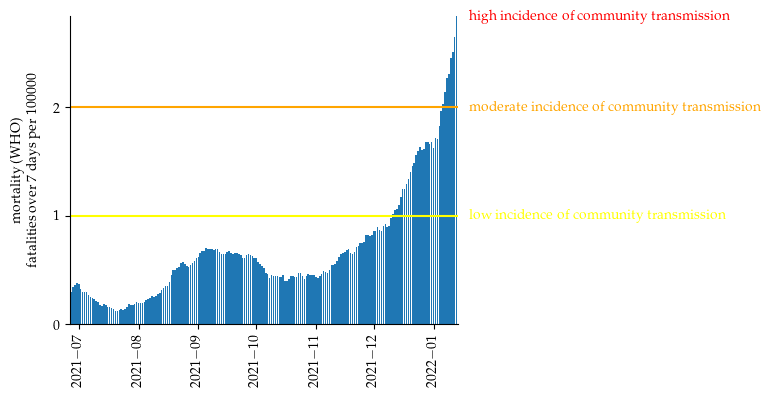 high incidence of community transmission
mortality (WHO)
fatalities over 7 days per 100000
2
moderate incidence of community transmission
1
low incidence of community transmission
0
2021−07
2021−08
2021−09
2021−10
2021−11
2021−12
2022−01